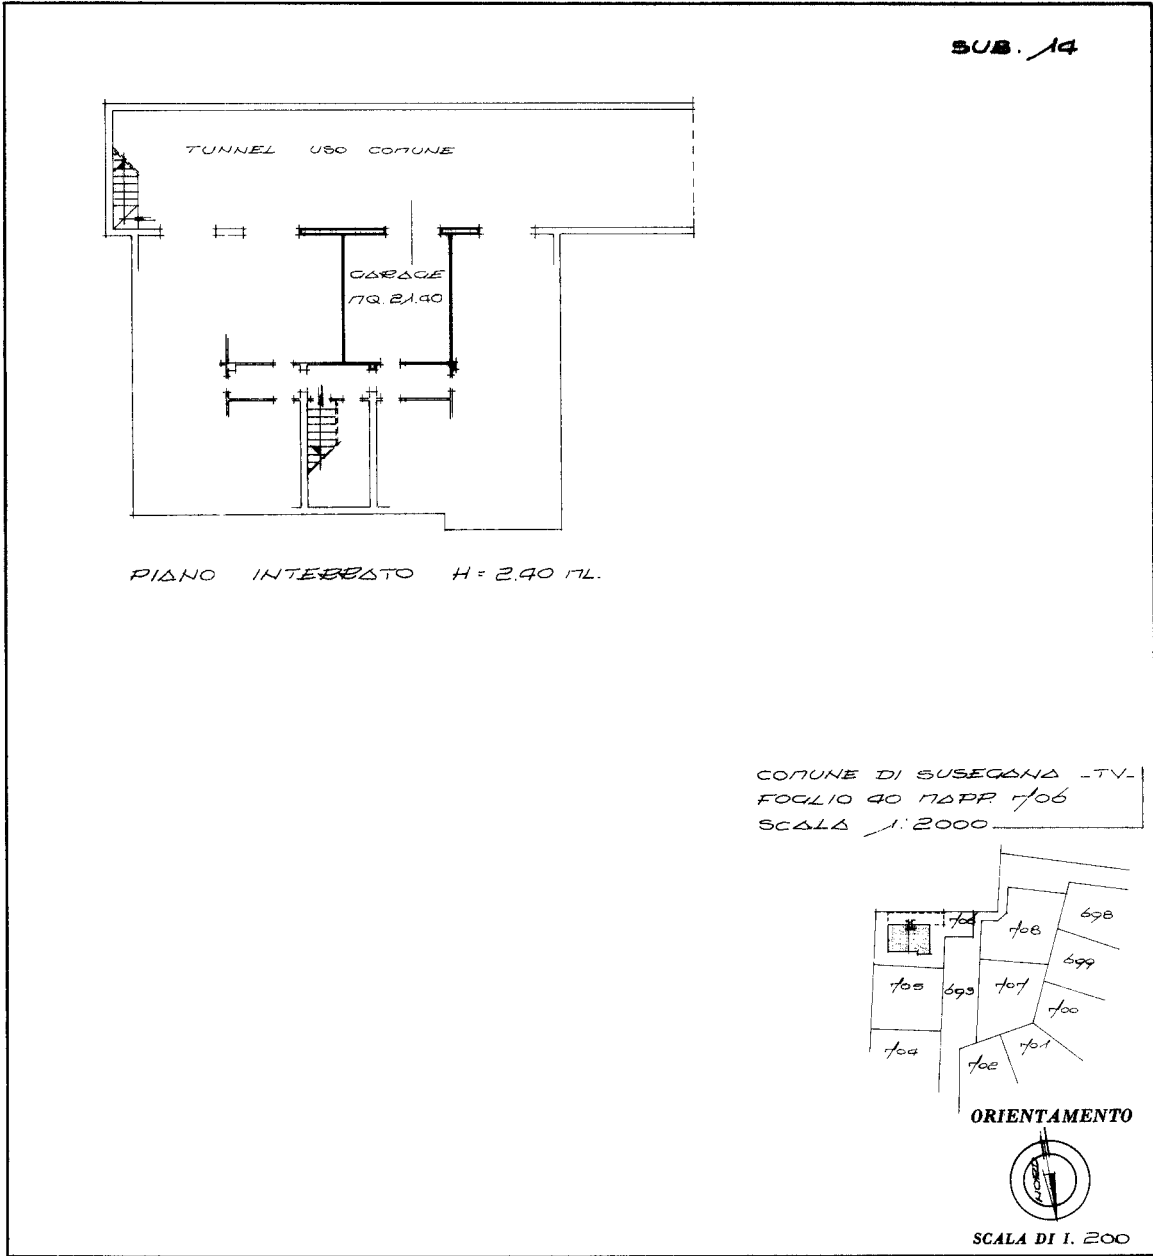 SUB. 14
TUNNEL USO COMUNE
GARAGE
MQ. 21.40
PIANO INTERRATO H = 2.40 ML.
COMUNE DI SUSEGANA -TV-
FOGLIO 40 MAPP. 706
SCALA 1:2000
706
708
698
699
705
693
707
700
704
702
701
ORIENTAMENTO
NORD
SCALA DI 1. 200